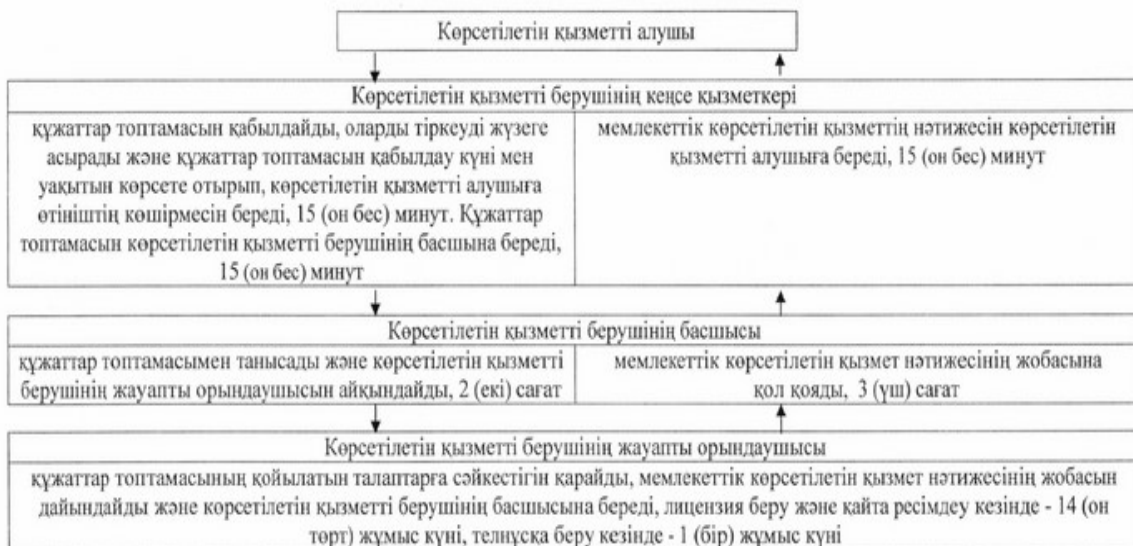 Көрсетілетін қызметті алушы
Көрсетілетін қызметті берушінің кеңсе қызметкері
құжаттар топтамасын қабылдайды, оларды тіркеуді жүзеге
асырады және құжаттар топтамасын қабылдау күні мен
уақытын көрсете отырып, көрсетілетін қызметті алушыға
өтініштің көшірмесін береді, 15 (он бес) минут. Құжаттар
топтамасын көрсетілетін қызметті берушінің басшына береді,
15 (он бес) минут
мемлекеттік көрсетілетін қызметтің нәтижесін көрсетілетін
қызметті алушыға береді, 15 (он бес) минут
Көрсетілетін қызметті берушінің басшысы
құжаттар топтамасымен танысады және көрсетілетін қызметті
берушінің жауапты орындаушысын айқындайды, 2 (екі) сағат
мемлекеттік көрсетілетін қызмет нәтижесінің жобасына
қол қояды, 3 (үш) сағат
Көрсетілетін қызметті берушінің жауапты орындаушысы
құжаттар топтамасының қойылатын талаптарға сәйкестігін қарайды, мемлекеттік көрсетілетін қызмет нәтижесінің жобасын
дайындайды және көрсетілетін қызметті берушінің басшысына береді, лицензия беру және қайта ресімдеу кезінде - 14 (он
төрт) жұмыс күні, телнұсқа беру кезінде - 1 (бір) жұмыс күні